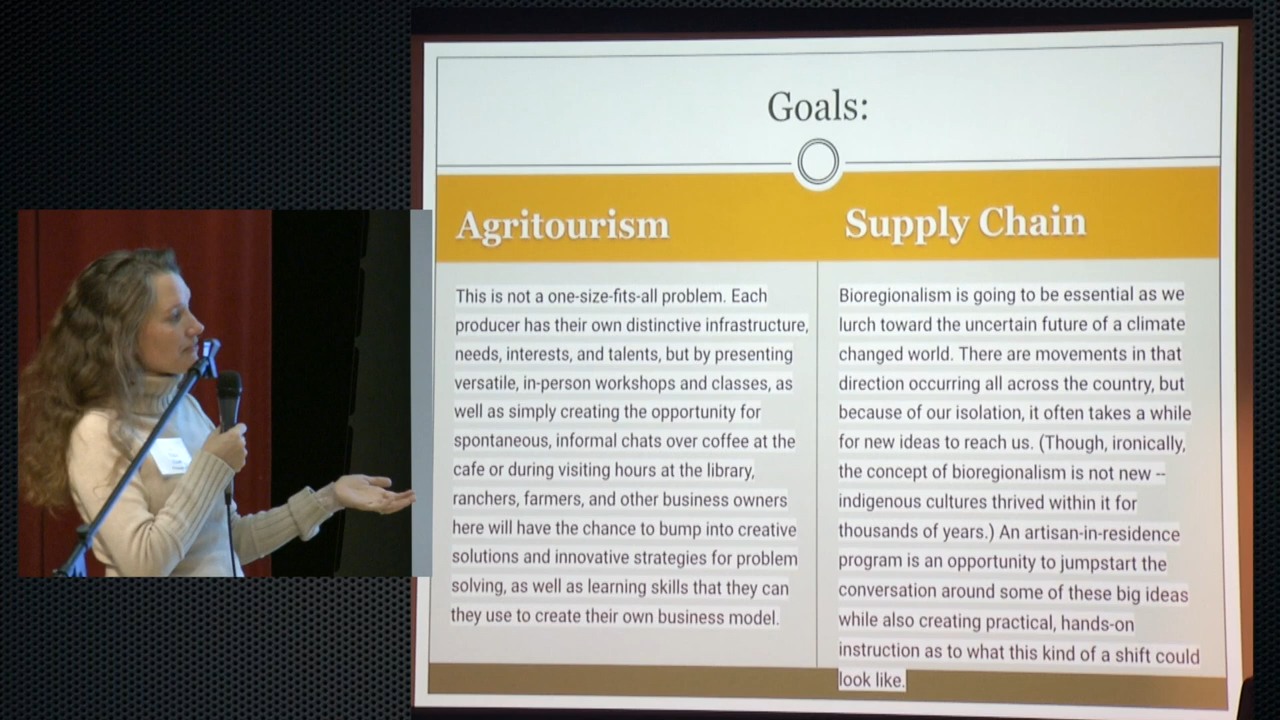 Goals:
Agritourism
This is not a one-size-fits-all problem. Each
producer has their own distinctive infrastructure,
needs, interests, and talents, but by presenting
versatile, in-person workshops and classes, as
well as simply creating the opportunity for
spontaneous, informal chats over coffee at the
cafe or during visiting hours at the library,
ranchers, farmers, and other business owners
here will have the chance to bump into creative
solutions and innovative strategies for problem
solving, as well as learning skills that they can
they use to create their own business model.
Supply Chain
Bioregionalism is going to be essential as we
lurch toward the uncertain future of a climate
changed world. There are movements in that
direction occurring all across the country, but
because of our isolation, it often takes a while
for new ideas to reach us. (Though, ironically,
the concept of bioregionalism is not new --
indigenous cultures thrived within it for
thousands of years.) An artisan-in-residence
program is an opportunity to jumpstart the
conversation around some of these big ideas
while also creating practical, hands-on
instruction as to what this kind of a shift could
look like.